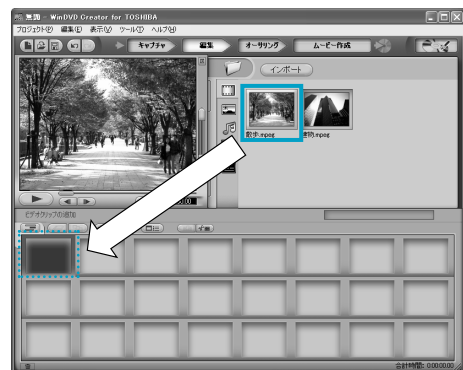 無題 - WinDVD Creator for TOSHIBA
プロジェクト(P) 編集(E) 表示(V) ツール(T) ヘルプ(H)
キャプチャ 編集 オーサリング ムービー作成
インポート
散歩.mpeg
ビデオクリップの追加
合計時間: 0:00:00:00